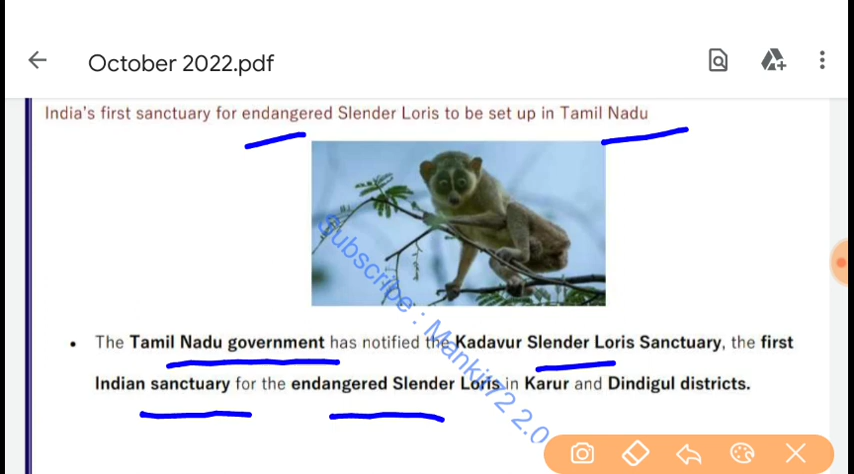 October 2022.pdf
India's first sanctuary for endangered Slender Loris to be set up in Tamil Nadu
Subscribe : Mankit72 2.0
• The Tamil Nadu government has notified the Kadavur Slender Loris Sanctuary, the first
Indian sanctuary for the endangered Slender Loris in Karur and Dindigul districts.